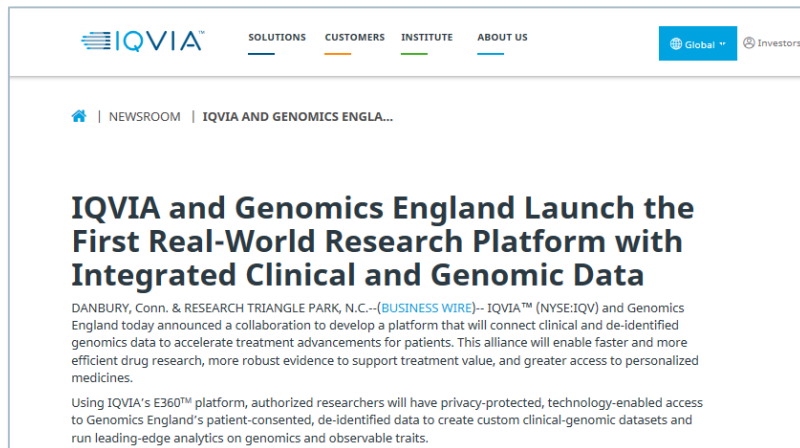 IQVIA™
SOLUTIONS CUSTOMERS INSTITUTE ABOUT US
Global
Investors
| NEWSROOM | IQVIA AND GENOMICS ENGLA...
IQVIA and Genomics England Launch the
First Real-World Research Platform with
Integrated Clinical and Genomic Data
DANBURY, Conn. & RESEARCH TRIANGLE PARK, N.C.--(BUSINESS WIRE)-- IQVIA™ (NYSE:IQV) and Genomics
England today announced a collaboration to develop a platform that will connect clinical and de-identified
genomics data to accelerate treatment advancements for patients. This alliance will enable faster and more
efficient drug research, more robust evidence to support treatment value, and greater access to personalized
medicines.
Using IQVIA's E360™ platform, authorized researchers will have privacy-protected, technology-enabled access
to Genomics England's patient-consented, de-identified data to create custom clinical-genomic datasets and
run leading-edge analytics on genomics and observable traits.